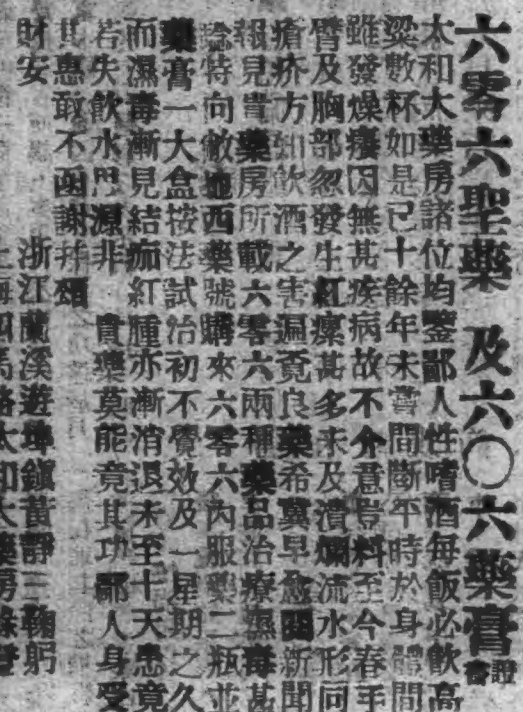 六零六聖藥 及六〇六藥膏 證書
太和大藥房諸位均鑒鄙人性嗜酒每飯必飲高
粱數杯如是已十餘年未嘗間斷平時於身體間
雖發燥癢因無甚疾病故不介意豈料至今春手
臂及胸部忽發生紅瘰甚多未及潰爛流水形同
瘡疥方知飲酒之害遍覓良藥希冀早愈閱新聞
報見貴藥房所載六零六兩種藥品治療濕毒甚
特向敝地西藥號購來六零六內服藥二瓶並
藥膏一大盒按法試治初不覺效及一星期之久
而濕毒漸見結痂紅腫亦漸消退未至十天患竟
若失飲水思源非 貴藥莫能竟其功鄙人身受
其惠敢不函謝并頌
財安 浙江蘭溪遊埠鎮黃靜三鞠躬
上海四馬路太和大藥房